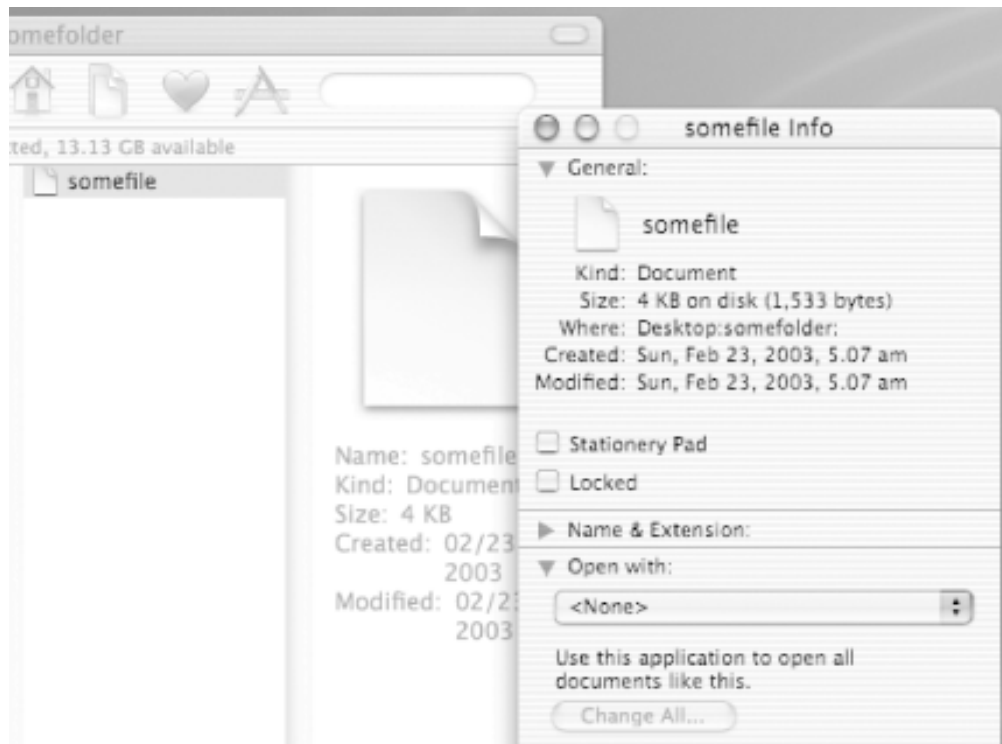 omefolder
ted, 13.13 GB available
somefile
Name: somefile
Kind: Document
Size: 4 KB
Created: 02/23
2003
Modified: 02/23
2003
somefile Info
General:
somefile
Kind: Document
Size: 4 KB on disk (1,533 bytes)
Where: Desktop:somefolder:
Created: Sun, Feb 23, 2003, 5.07 am
Modified: Sun, Feb 23, 2003, 5.07 am
Stationery Pad
Locked
Name & Extension:
Open with:
<None>
Use this application to open all
documents like this.
Change All...